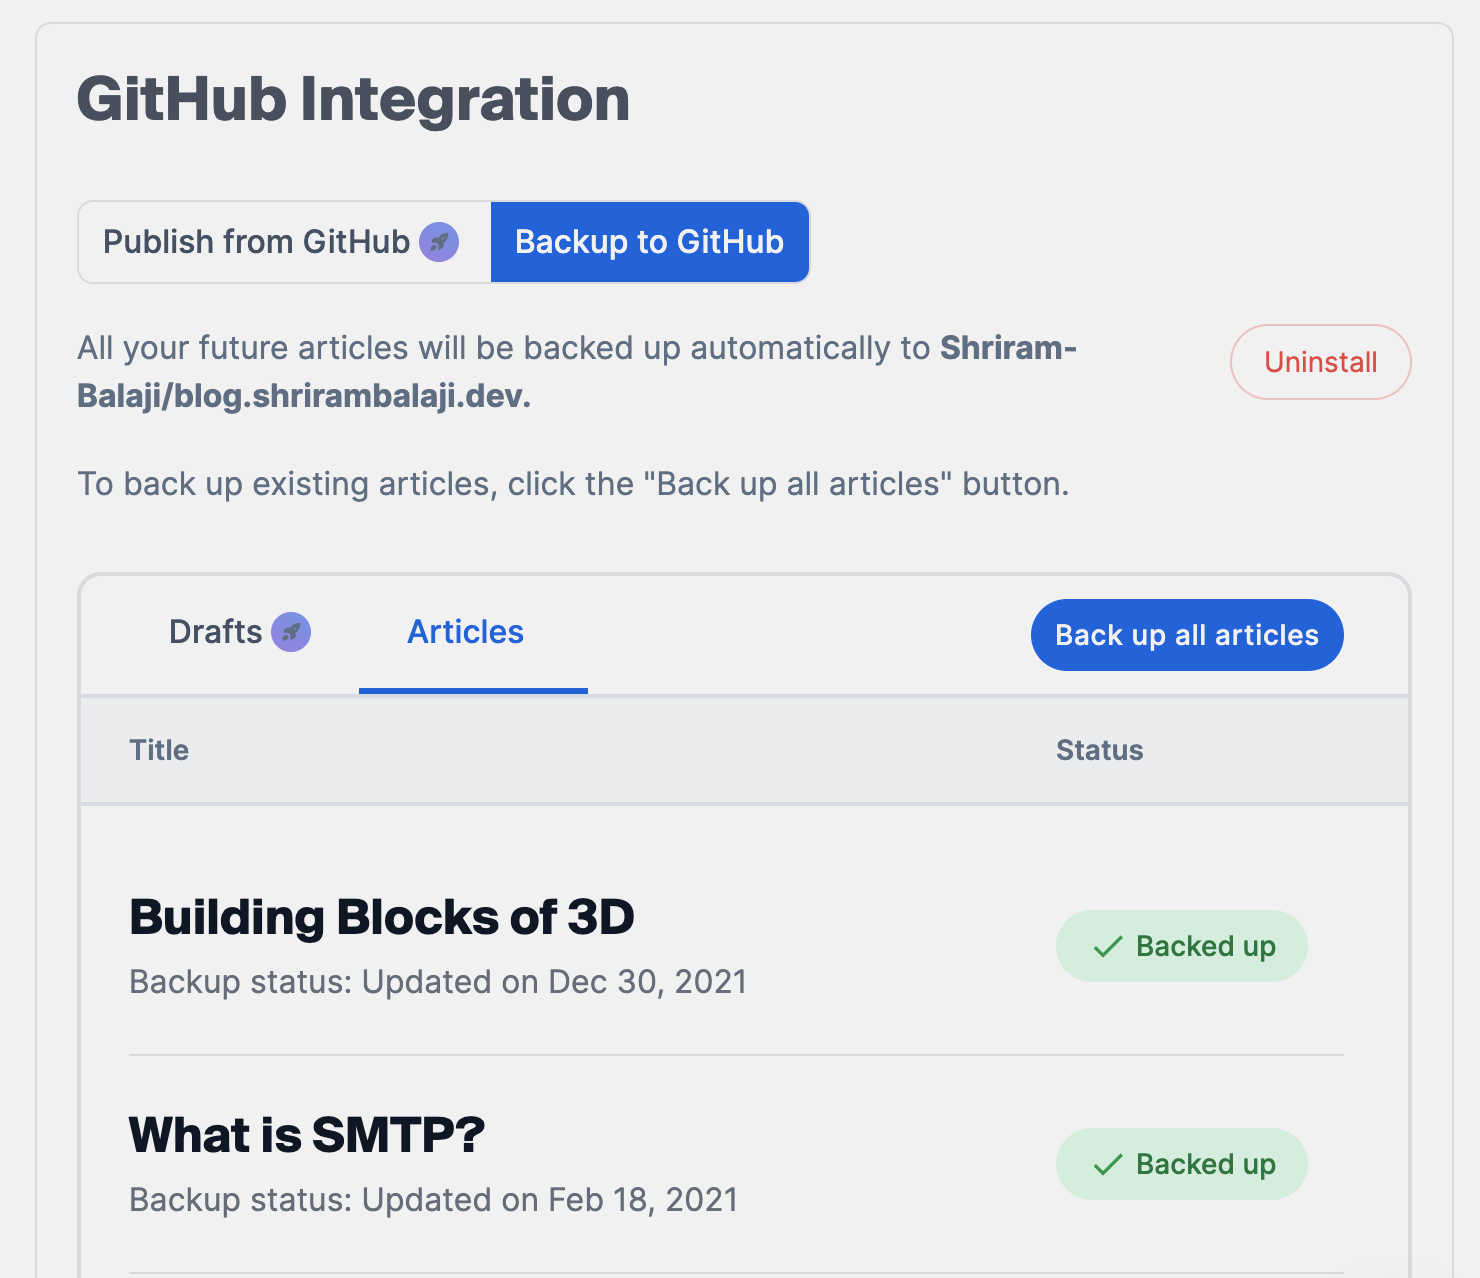 GitHub Integration
Publish from GitHub Backup to GitHub
All your future articles will be backed up automatically to Shriram-
Balaji/blog.shrirambalaji.dev.
Uninstall
To back up existing articles, click the "Back up all articles" button.
Drafts Articles Back up all articles
Title Status
Building Blocks of 3D
Backup status: Updated on Dec 30, 2021
Backed up
What is SMTP?
Backup status: Updated on Feb 18, 2021
Backed up